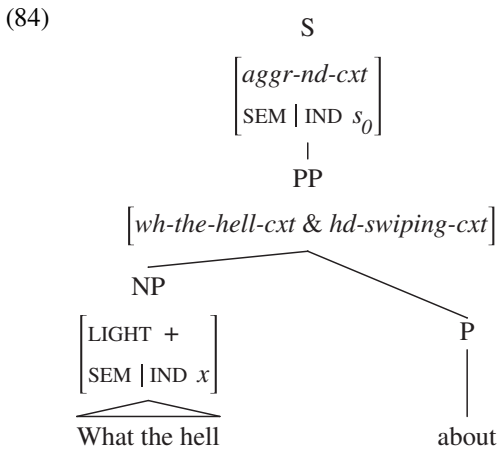 (84)
S
aggr-nd-cxt
SEM | IND s0
PP
[wh-the-hell-cxt & hd-swiping-cxt]
NP
P
LIGHT +
SEM | IND x
What the hell about